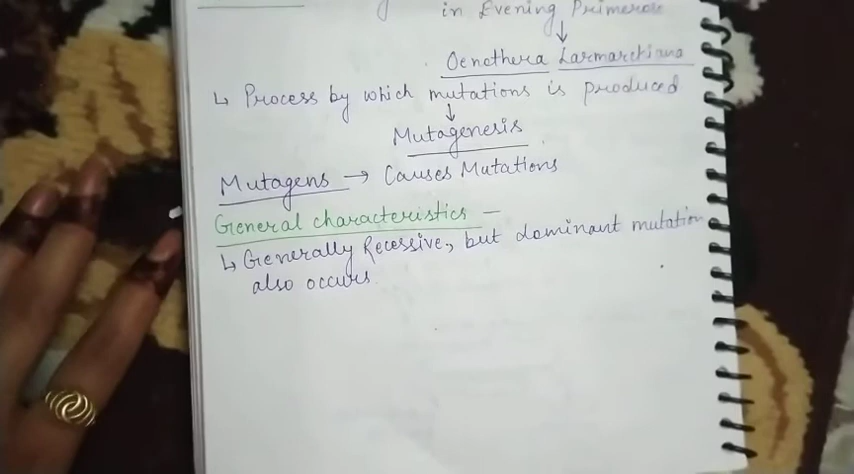 in Evening Primerose
↓
Oenothera Larmarckiana
↳ Process by which mutations is produced
↓
Mutagenesis
Mutagens → Causes Mutations
General characteristics –
↳ Generally Recessive, but dominant mutation
also occurs.